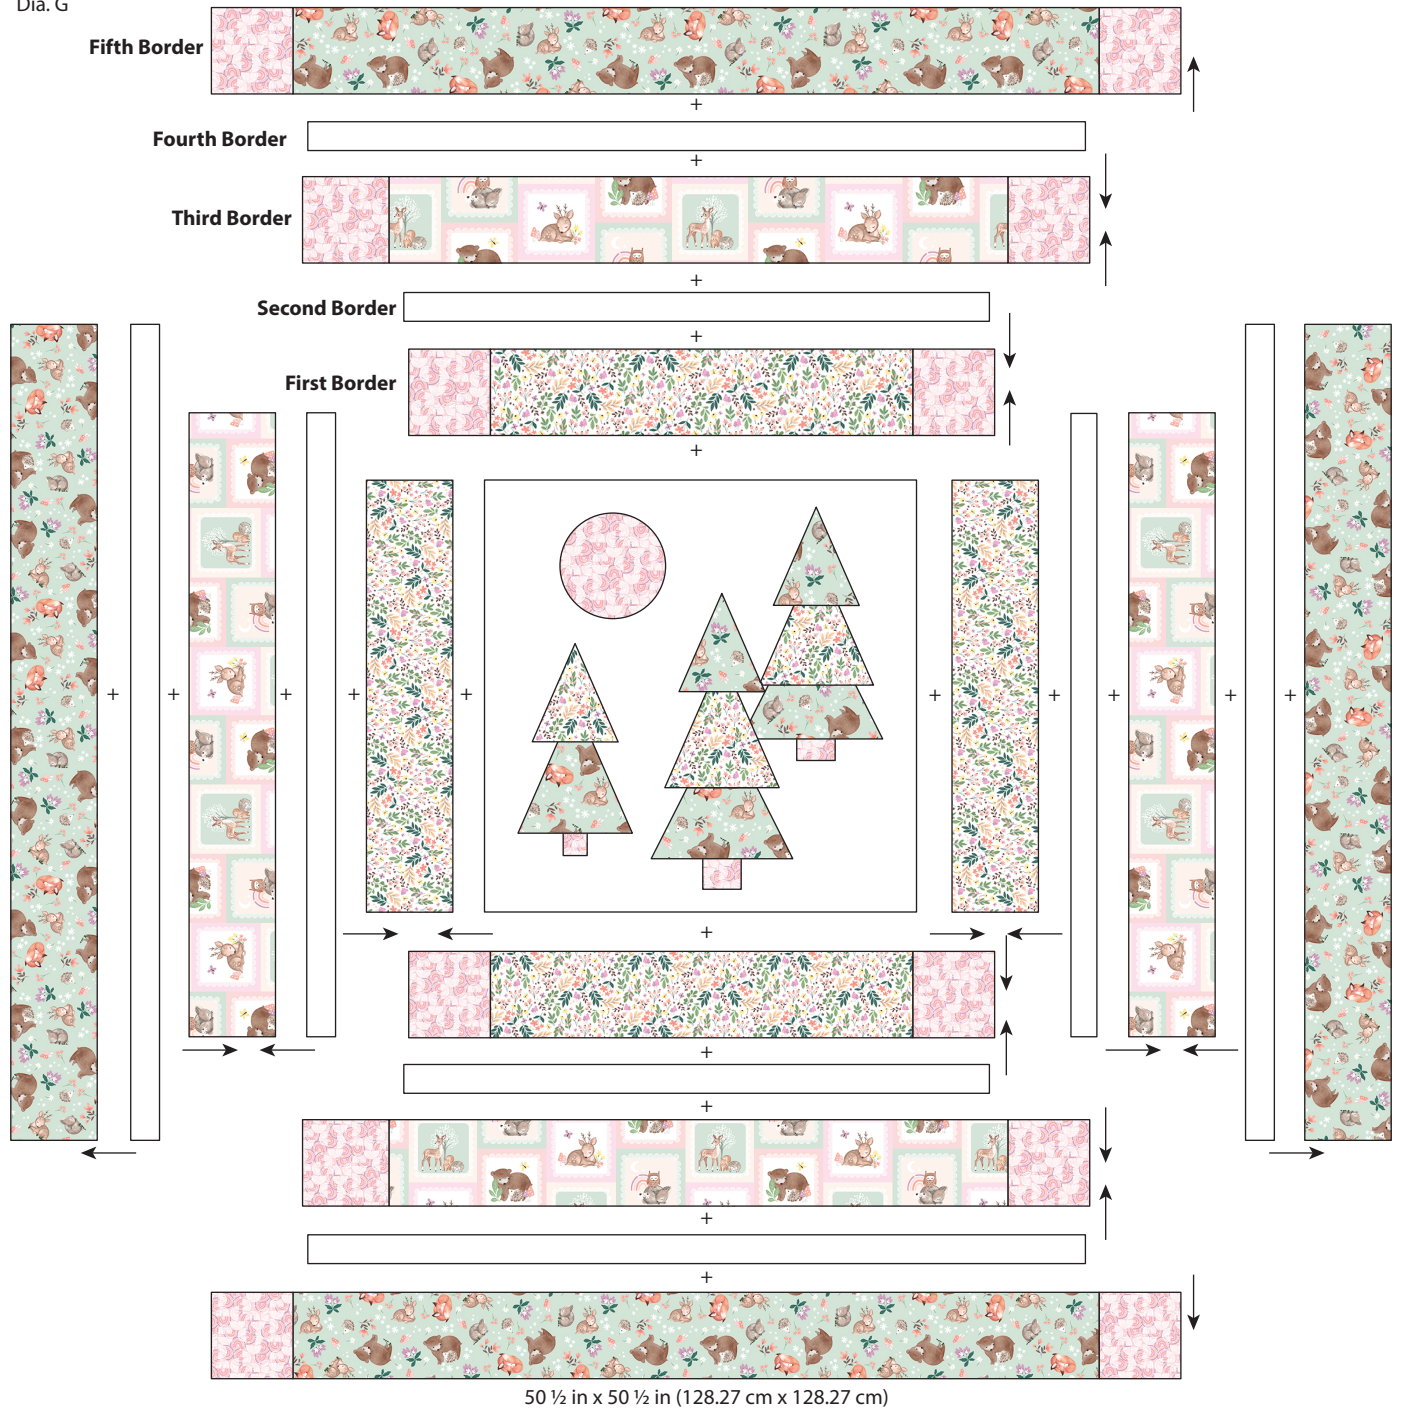 Dia. G
Fifth Border
+
Fourth Border
+
Third Border
+
Second Border
+
First Border
+
+ + + + + + + + + +
+
+
+
+
+
50 ½ in x 50 ½ in (128.27 cm x 128.27 cm)